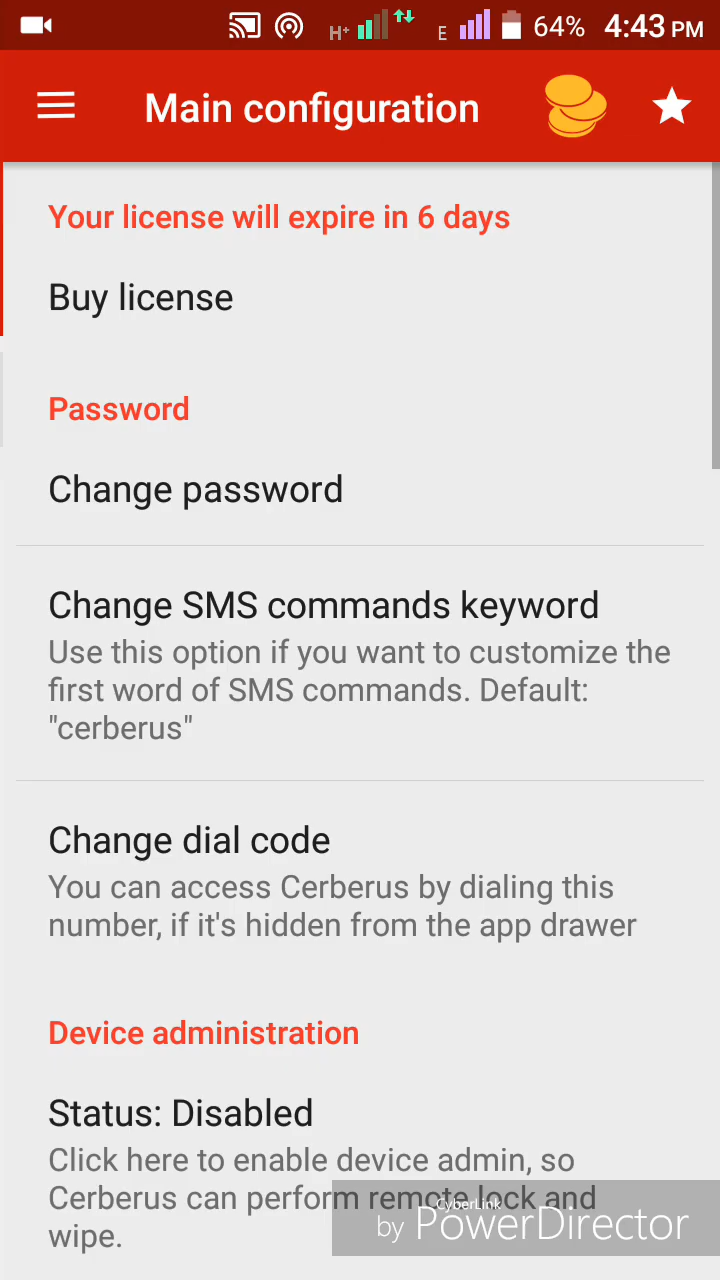 H+ E 64% 4:43 PM
Main configuration
Your license will expire in 6 days
Buy license
Password
Change password
Change SMS commands keyword
Use this option if you want to customize the
first word of SMS commands. Default:
"cerberus"
Change dial code
You can access Cerberus by dialing this
number, if it's hidden from the app drawer
Device administration
Status: Disabled
Click here to enable device admin, so
Cerberus can perform remote lock and
wipe.
CyberLink
by PowerDirector